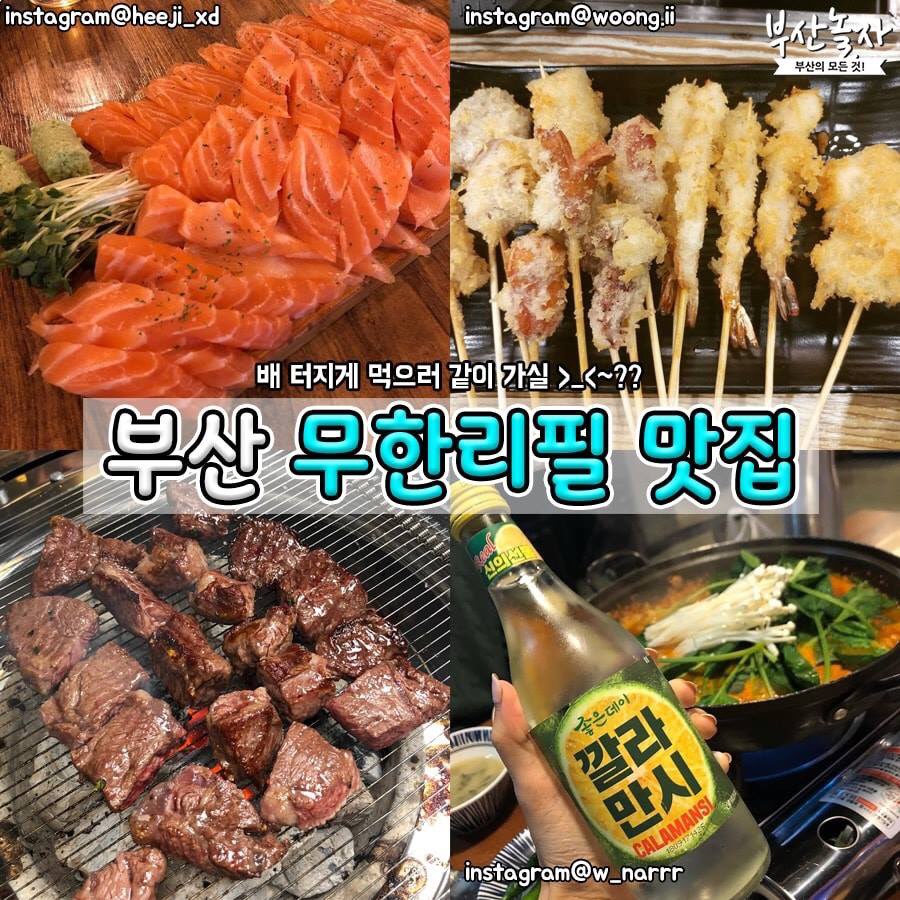 instagram@heeji_xd
instagram@woong.ii
부산놀자
부산의 모든 것!
배 터지게 먹으러 같이 가실 >_<~??
부산 무한리필 맛집
좋은데이
깔라
만시
CALAMANSI
instagram@w_narrr